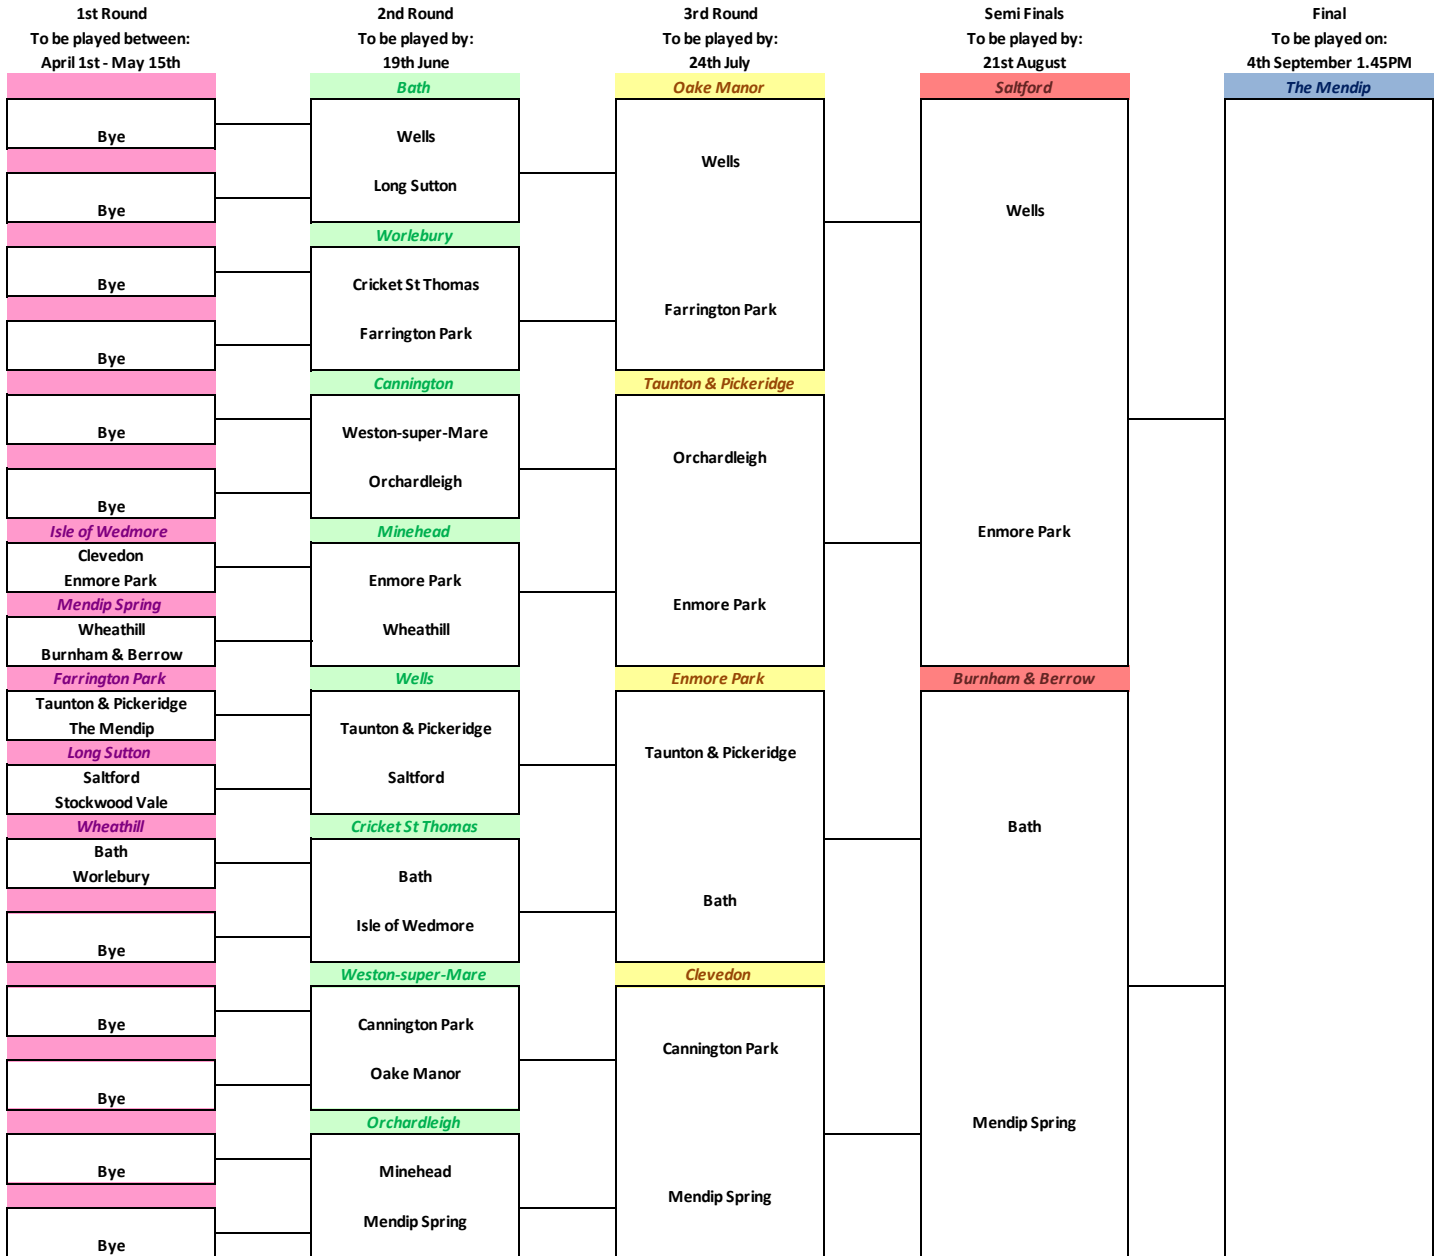 1st Round
To be played between:
April 1st - May 15th
Bye
Bye
Bye
Bye
Bye
Bye
Isle of Wedmore
Clevedon
Enmore Park
Mendip Spring
Wheathill
Burnham & Berrow
Farrington Park
Taunton & Pickeridge
The Mendip
Long Sutton
Saltford
Stockwood Vale
Wheathill
Bath
Worlebury
Bye
Bye
Bye
Bye
Bye
2nd Round
To be played by:
19th June
Bath
Wells
Long Sutton
Worlebury
Cricket St Thomas
Farrington Park
Cannington
Weston-super-Mare
Orchardleigh
Minehead
Enmore Park
Wheathill
Wells
Taunton & Pickeridge
Saltford
Cricket St Thomas
Bath
Isle of Wedmore
Weston-super-Mare
Cannington Park
Oake Manor
Orchardleigh
Minehead
Mendip Spring
3rd Round
To be played by:
24th July
Oake Manor
Wells
Farrington Park
Taunton & Pickeridge
Orchardleigh
Enmore Park
Enmore Park
Taunton & Pickeridge
Bath
Clevedon
Cannington Park
Mendip Spring
Semi Finals
To be played by:
21st August
Saltford
Wells
Enmore Park
Burnham & Berrow
Bath
Mendip Spring
Final
To be played on:
4th September 1.45PM
The Mendip